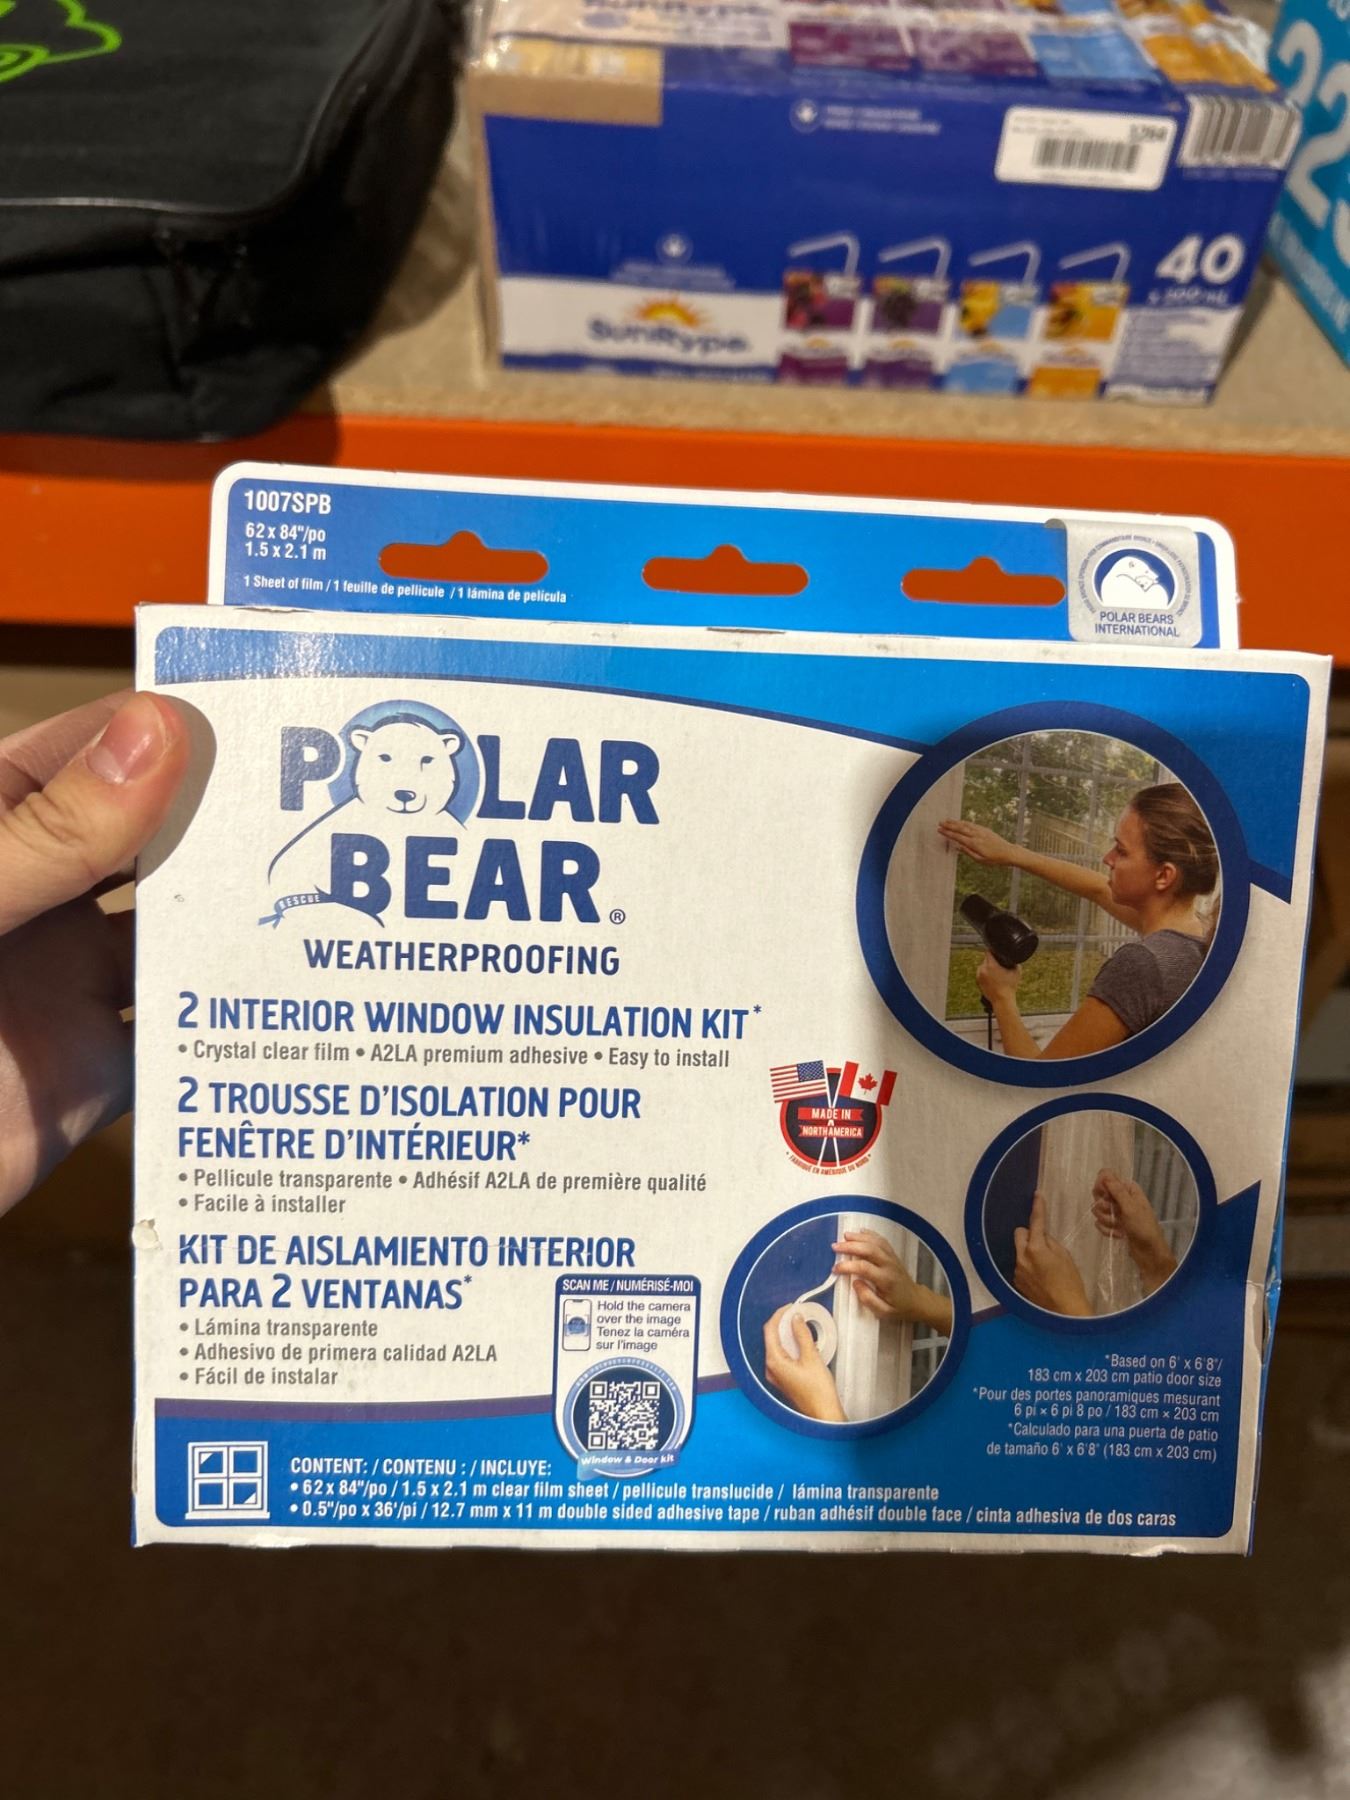 40
SunRype
1007SPB
62 x 84"/po
1.5 x 2.1 m
1 Sheet of film / 1 feuille de pellicule / 1 lámina de película
POLAR BEARS
INTERNATIONAL
POLAR
BEAR®
RESCUE
WEATHERPROOFING
2 INTERIOR WINDOW INSULATION KIT*
• Crystal clear film • A2LA premium adhesive • Easy to install
2 TROUSSE D'ISOLATION POUR
FENÊTRE D'INTÉRIEUR*
• Pellicule transparente • Adhésif A2LA de première qualité
• Facile à installer
MADE IN
NORTH AMERICA
• FABRIQUÉ EN AMÉRIQUE DU NORD •
KIT DE AISLAMIENTO INTERIOR
PARA 2 VENTANAS*
• Lámina transparente
• Adhesivo de primera calidad A2LA
• Fácil de instalar
SCAN ME / NUMÉRISÉ-MOI
Hold the camera
over the image
Tenez la caméra
sur l'image
Window & Door kit
*Based on 6' x 6'8"/
183 cm x 203 cm patio door size
*Pour des portes panoramiques mesurant
6 pi × 6 pi 8 po / 183 cm × 203 cm
*Calculado para una puerta de patio
de tamaño 6' x 6'8" (183 cm x 203 cm)
CONTENT: / CONTENU : / INCLUYE:
• 62 x 84"/po / 1.5 x 2.1 m clear film sheet / pellicule translucide / lámina transparente
• 0.5"/po x 36'/pi / 12.7 mm x 11 m double sided adhesive tape / ruban adhésif double face / cinta adhesiva de dos caras